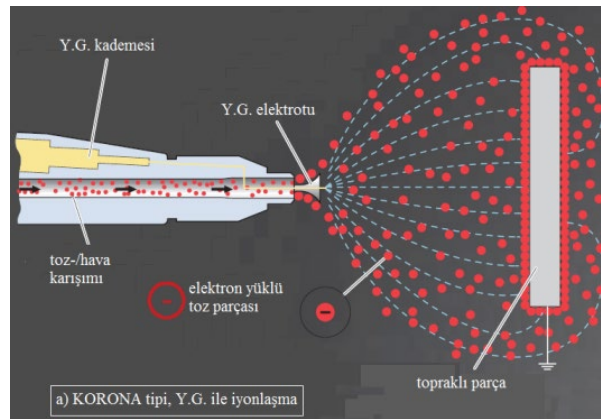 Y.G. kademesi
Y.G. elektrotu
toz-/hava
karışımı
elektron yüklü
toz parçası
topraklı parça
a) KORONA tipi, Y.G. ile iyonlaşma